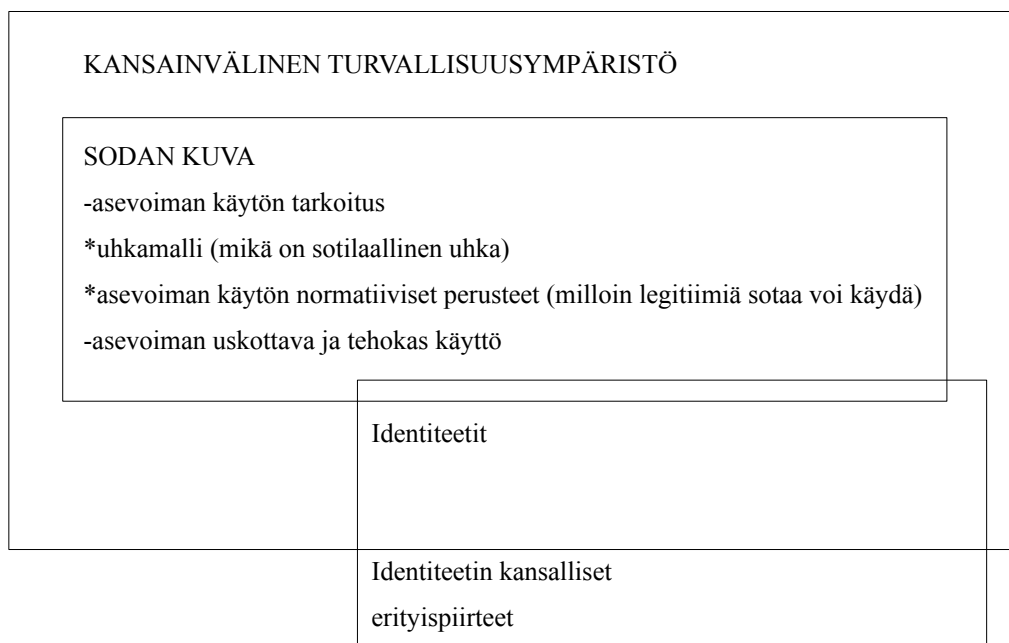 KANSAINVÄLINEN TURVALLISUUSYMPÄRISTÖ
SODAN KUVA
-asevoiman käytön tarkoitus
*uhkamalli (mikä on sotilaallinen uhka)
*asevoiman käytön normatiiviset perusteet (milloin legitiimiä sotaa voi käydä)
-asevoiman uskottava ja tehokas käyttö
Identiteetit
Identiteetin kansalliset
erityispiirteet